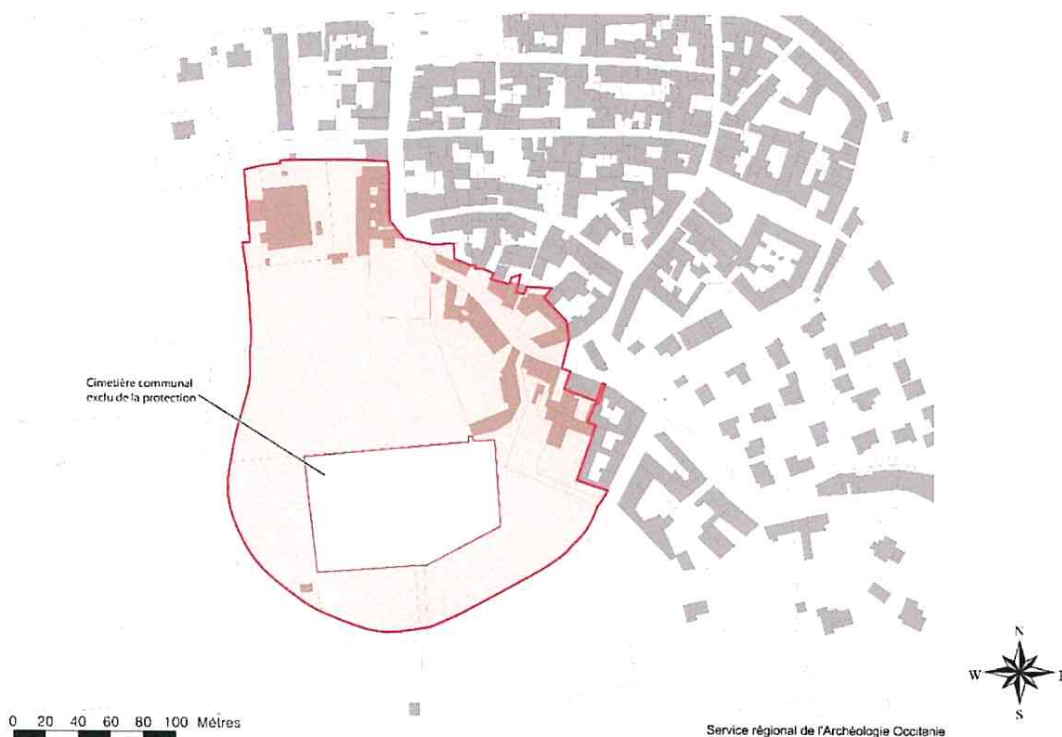 Cimetière communal
exclu de la protection
N
W
S
0 20 40 60 80 100 Mètres
Service régional de l'Archéologie Occitanie